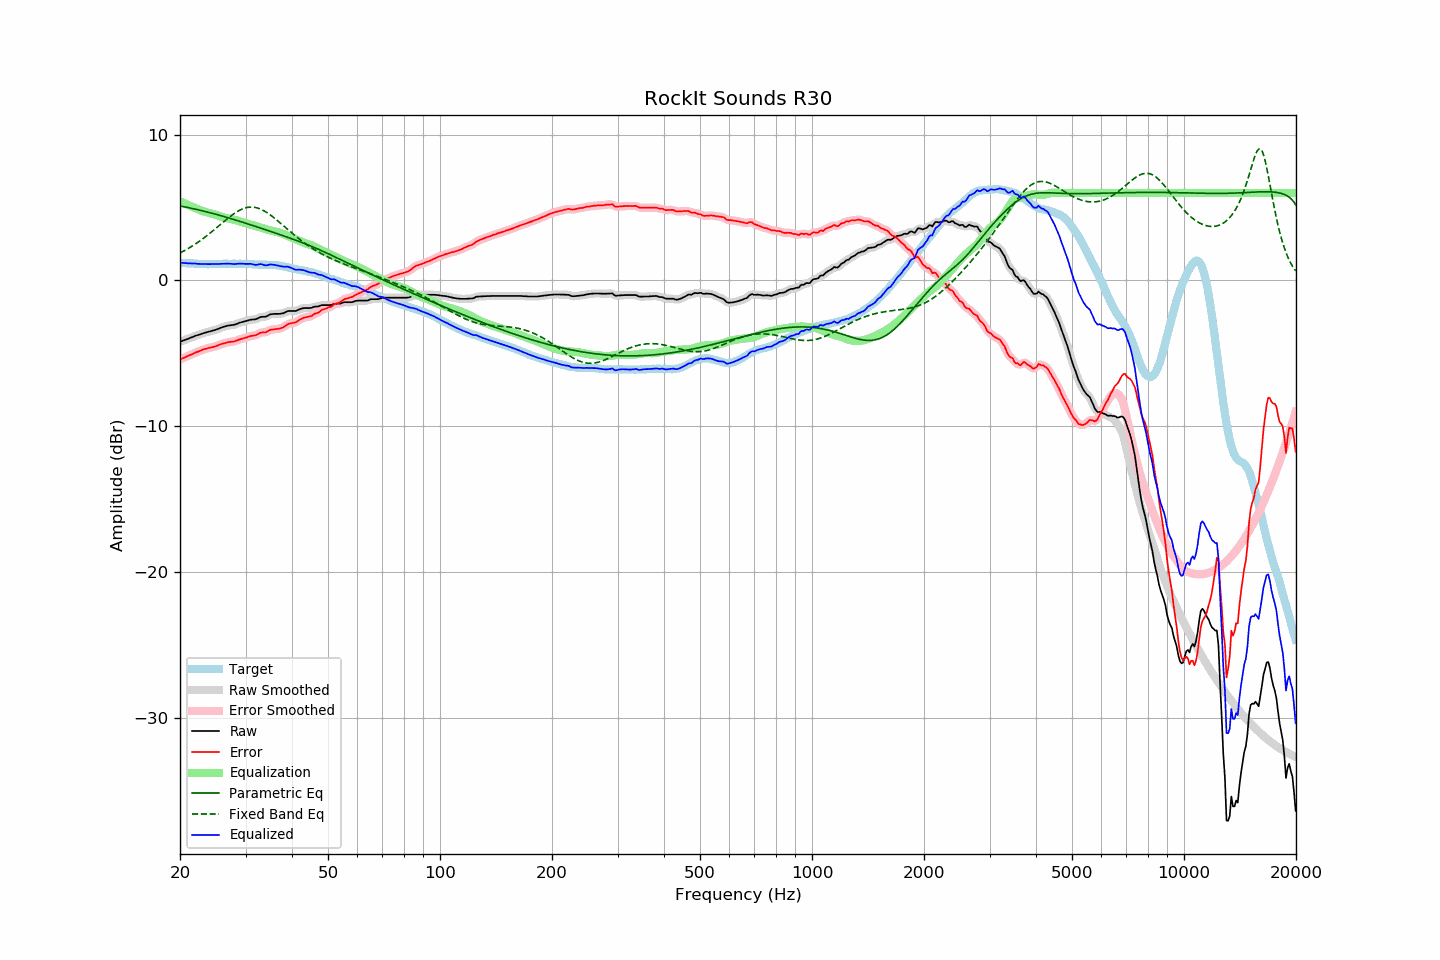 RockIt Sounds R30
10
0
−10
−20
−30
Amplitude (dBr)
Target
Raw Smoothed
Error Smoothed
Raw
Error
Equalization
Parametric Eq
Fixed Band Eq
Equalized
20 50 100 200 500 1000 2000 5000 10000 20000
Frequency (Hz)